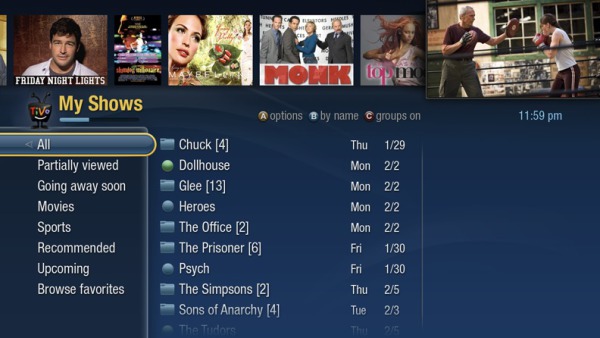 FRIDAY NIGHT LIGHTS
MAYBELLINE
MONK
top mo
TiVo
My Shows
A options B by name C groups on
11:59 pm
All
Partially viewed
Going away soon
Movies
Sports
Recommended
Upcoming
Browse favorites
Chuck [4] Thu 1/29
Dollhouse Mon 2/2
Glee [13] Mon 2/2
Heroes Mon 2/2
The Office [2] Mon 2/2
The Prisoner [6] Fri 1/30
Psych Fri 1/30
The Simpsons [2] Thu 2/5
Sons of Anarchy [4] Tue 2/3
The Tudors Thu 2/5